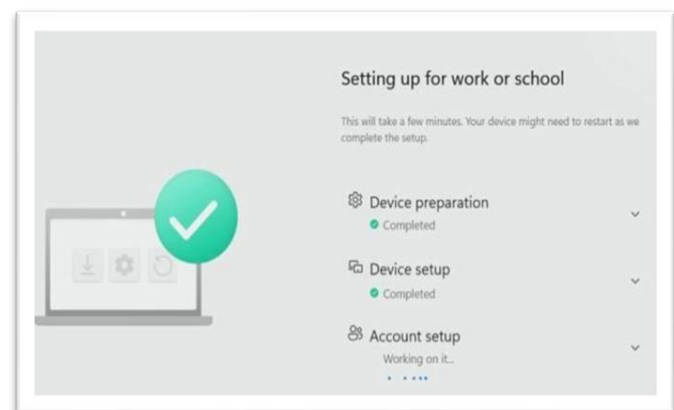 Setting up for work or school
This will take a few minutes. Your device might need to restart as we
complete the setup.
Device preparation
Completed
Device setup
Completed
Account setup
Working on it...